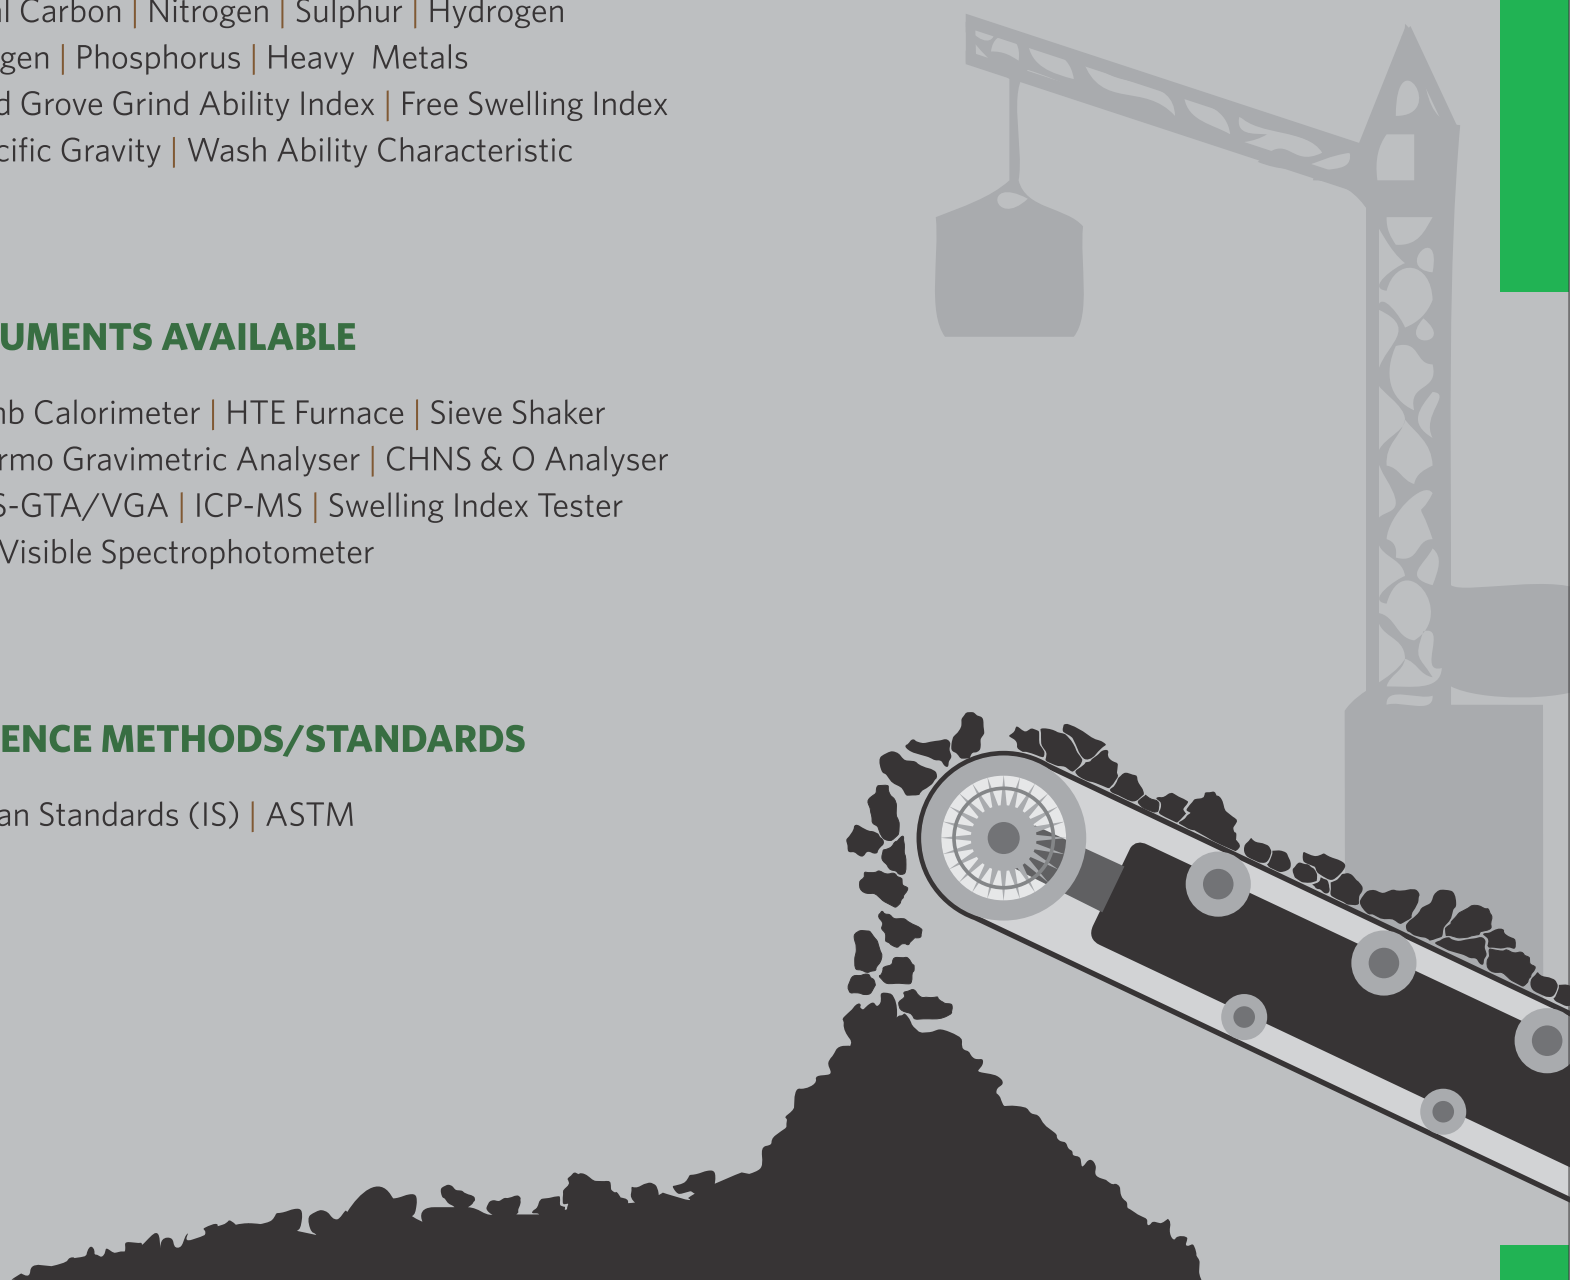 al Carbon | Nitrogen | Sulphur | Hydrogen
gen | Phosphorus | Heavy Metals
d Grove Grind Ability Index | Free Swelling Index
cific Gravity | Wash Ability Characteristic
UMENTS AVAILABLE
nb Calorimeter | HTE Furnace | Sieve Shaker
rmo Gravimetric Analyser | CHNS & O Analyser
S-GTA/VGA | ICP-MS | Swelling Index Tester
Visible Spectrophotometer
ENCE METHODS/STANDARDS
an Standards (IS) | ASTM